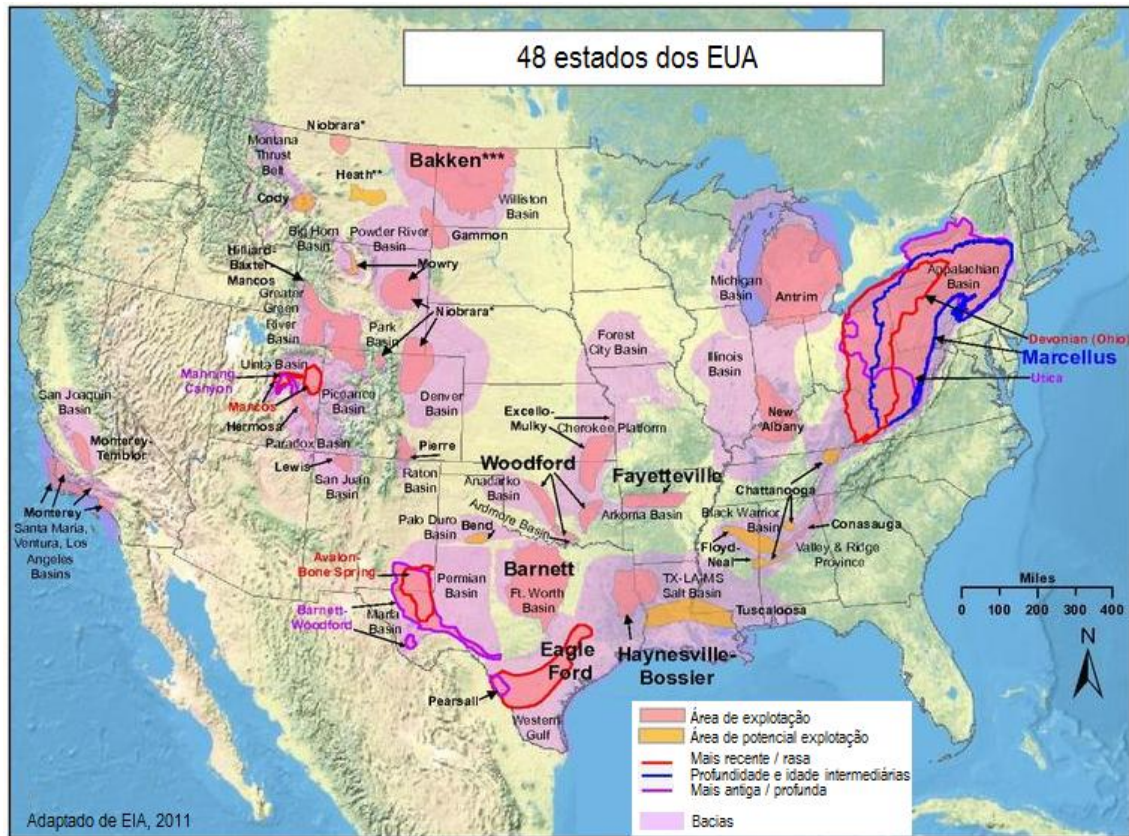 48 estados dos EUA
Niobrara*
Montana
Thrust
Belt
Bakken***
Heath**
Cody
Williston
Basin
Big Horn
Basin
Powder River
Basin
Gammon
Hilliard-
Baxter-
Mancos
Mowry
Greater
Green
River
Basin
Niobrara*
Park
Basin
Michigan
Basin
Antrim
Appalachian
Basin
Devonian (Ohio)
Marcellus
Utica
Forest
City Basin
Illinois
Basin
Uinta Basin
Manning
Canyon
Mancos
Piceance
Basin
Denver
Basin
Hermosa
San Joaquin
Basin
Excello-
Mulky
Cherokee Platform
New
Albany
Monterey-
Temblor
Paradox Basin
Pierre
Lewis
San Juan
Basin
Raton
Basin
Woodford
Anadarko
Basin
Fayetteville
Chattanooga
Monterey
Santa Maria,
Ventura, Los
Angeles
Basins
Palo Duro
Basin
Bend
Ardmore Basin
Arkoma Basin
Black Warrior
Basin
Conasauga
Floyd-
Neal
Valley & Ridge
Province
Avalon-
Bone Spring
Permian
Basin
Barnett
Ft. Worth
Basin
TX-LA-MS
Salt Basin
Tuscaloosa
Barnett-
Woodford
Marfa
Basin
Eagle
Ford
Haynesville-
Bossier
Pearsall
Western
Gulf
Miles
0 100 200 300 400
N
Área de explotação
Área de potencial explotação
Mais recente / rasa
Profundidade e idade intermediárias
Mais antiga / profunda
Bacias
Adaptado de EIA, 2011